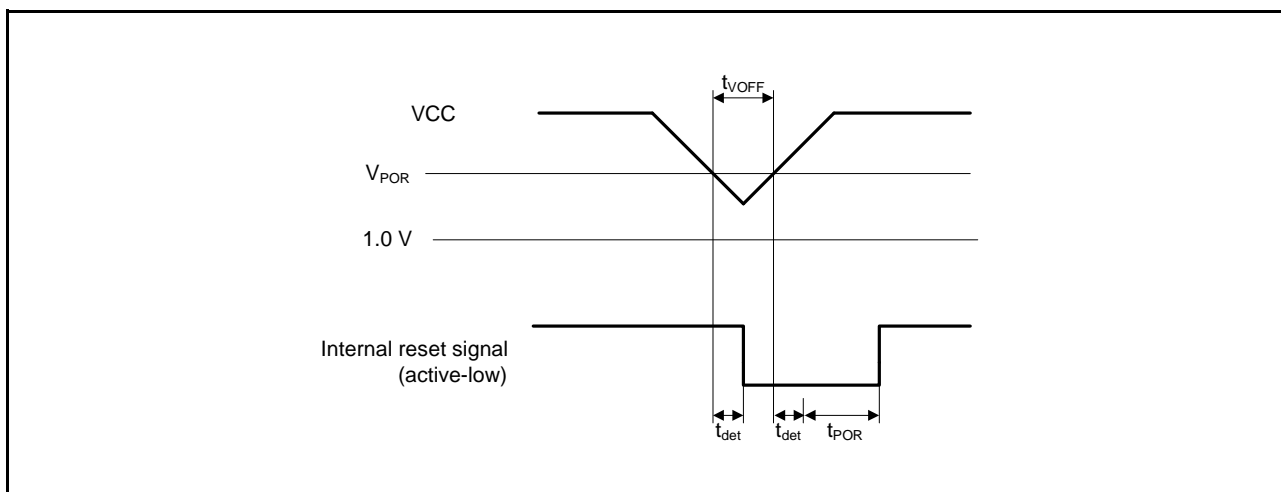 tVOFF
VCC
VPOR
1.0 V
Internal reset signal
(active-low)
tdet
tdet
tPOR